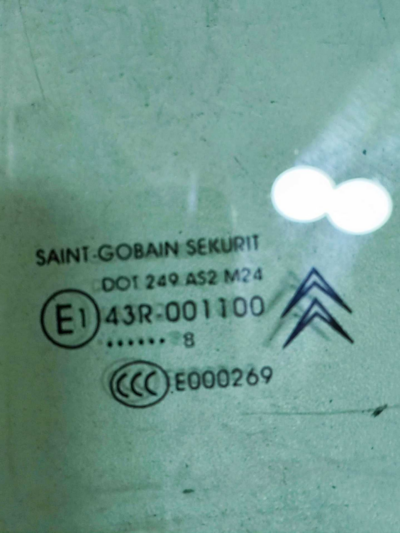 SAINT-GOBAIN SEKURIT
DOT 249 AS2 M24
E1 43R-001100
...... 8
CCC E000269